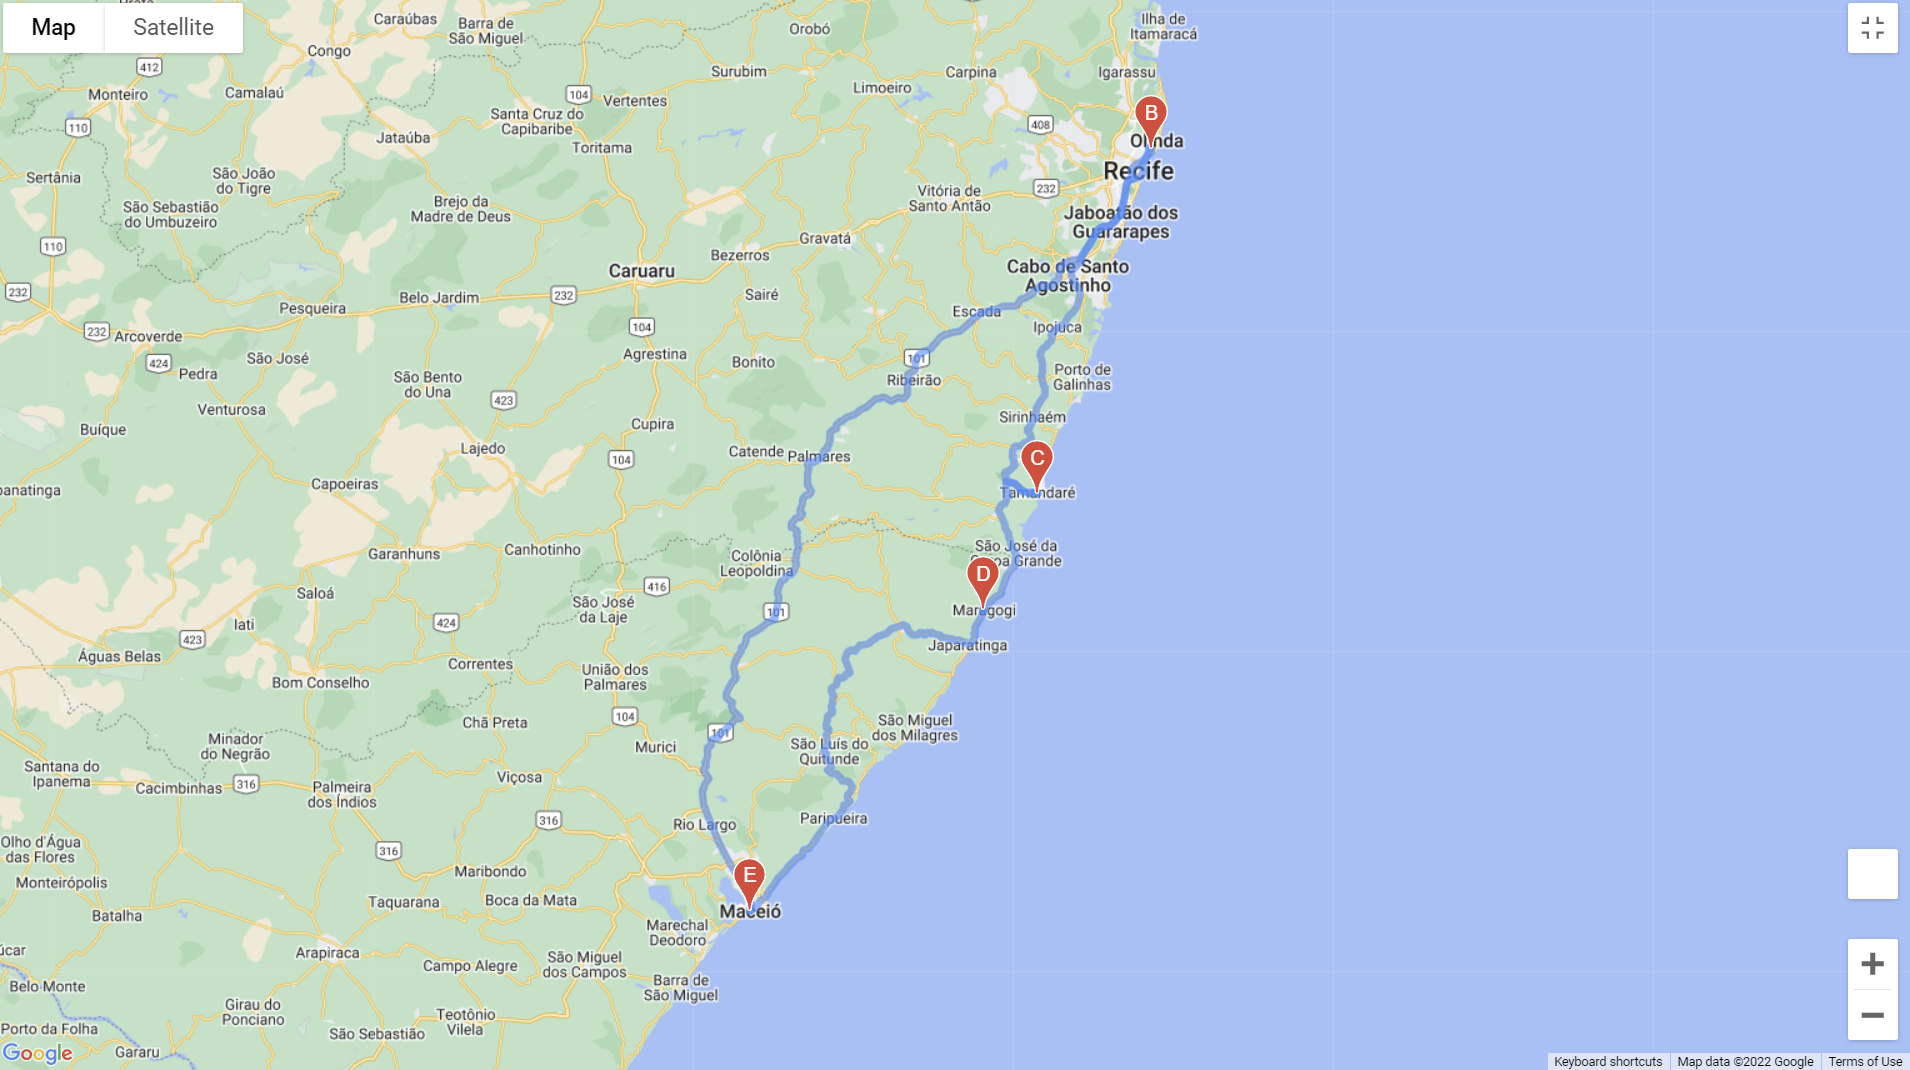 Map
Satellite
Caraúbas
Barra de
São Miguel
Orobó
Ilha de
Itamaracá
Congo
412
Surubim
Carpina
Igarassu
Monteiro
Camalaú
104
Vertentes
Limoeiro
Santa Cruz do
Capibaribe
B
110
Jataúba
408
Olinda
Toritama
Recife
Sertânia
São João
do Tigre
232
Vitória de
Santo Antão
Brejo da
Madre de Deus
São Sebastião
do Umbuzeiro
Jaboatão dos
Guararapes
110
Gravatá
Bezerros
Caruaru
Cabo de Santo
Agostinho
232
Belo Jardim
232
Sairé
Pesqueira
Escada
232
Arcoverde
104
Ipojuca
424
São José
Agrestina
Bonito
101
Pedra
São Bento
do Una
Ribeirão
Porto de
Galinhas
423
Venturosa
Sirinhaém
Buíque
Cupira
Lajedo
Catende
Palmares
104
C
Capoeiras
panatinga
Tamandaré
Garanhuns
Canhotinho
Colônia
Leopoldina
São José da
Coroa Grande
D
416
Saloá
São José
da Laje
101
Maragogi
Iati
424
423
Japaratinga
Águas Belas
Correntes
União dos
Palmares
Bom Conselho
104
Chã Preta
São Miguel
dos Milagres
101
Minador
do Negrão
Murici
São Luís do
Quitunde
Santana do
Ipanema
Cacimbinhas
316
Viçosa
Palmeira
dos Índios
316
Rio Largo
Paripueira
Olho d'Água
das Flores
316
Maribondo
E
Monteirópolis
Taquarana
Boca da Mata
Maceió
Batalha
Marechal
Deodoro
úcar
Arapiraca
Campo Alegre
São Miguel
dos Campos
Belo Monte
Barra de
São Miguel
Girau do
Ponciano
Teotônio
Vilela
Porto da Folha
São Sebastião
Google
Gararu
Keyboard shortcuts
Map data ©2022 Google
Terms of Use